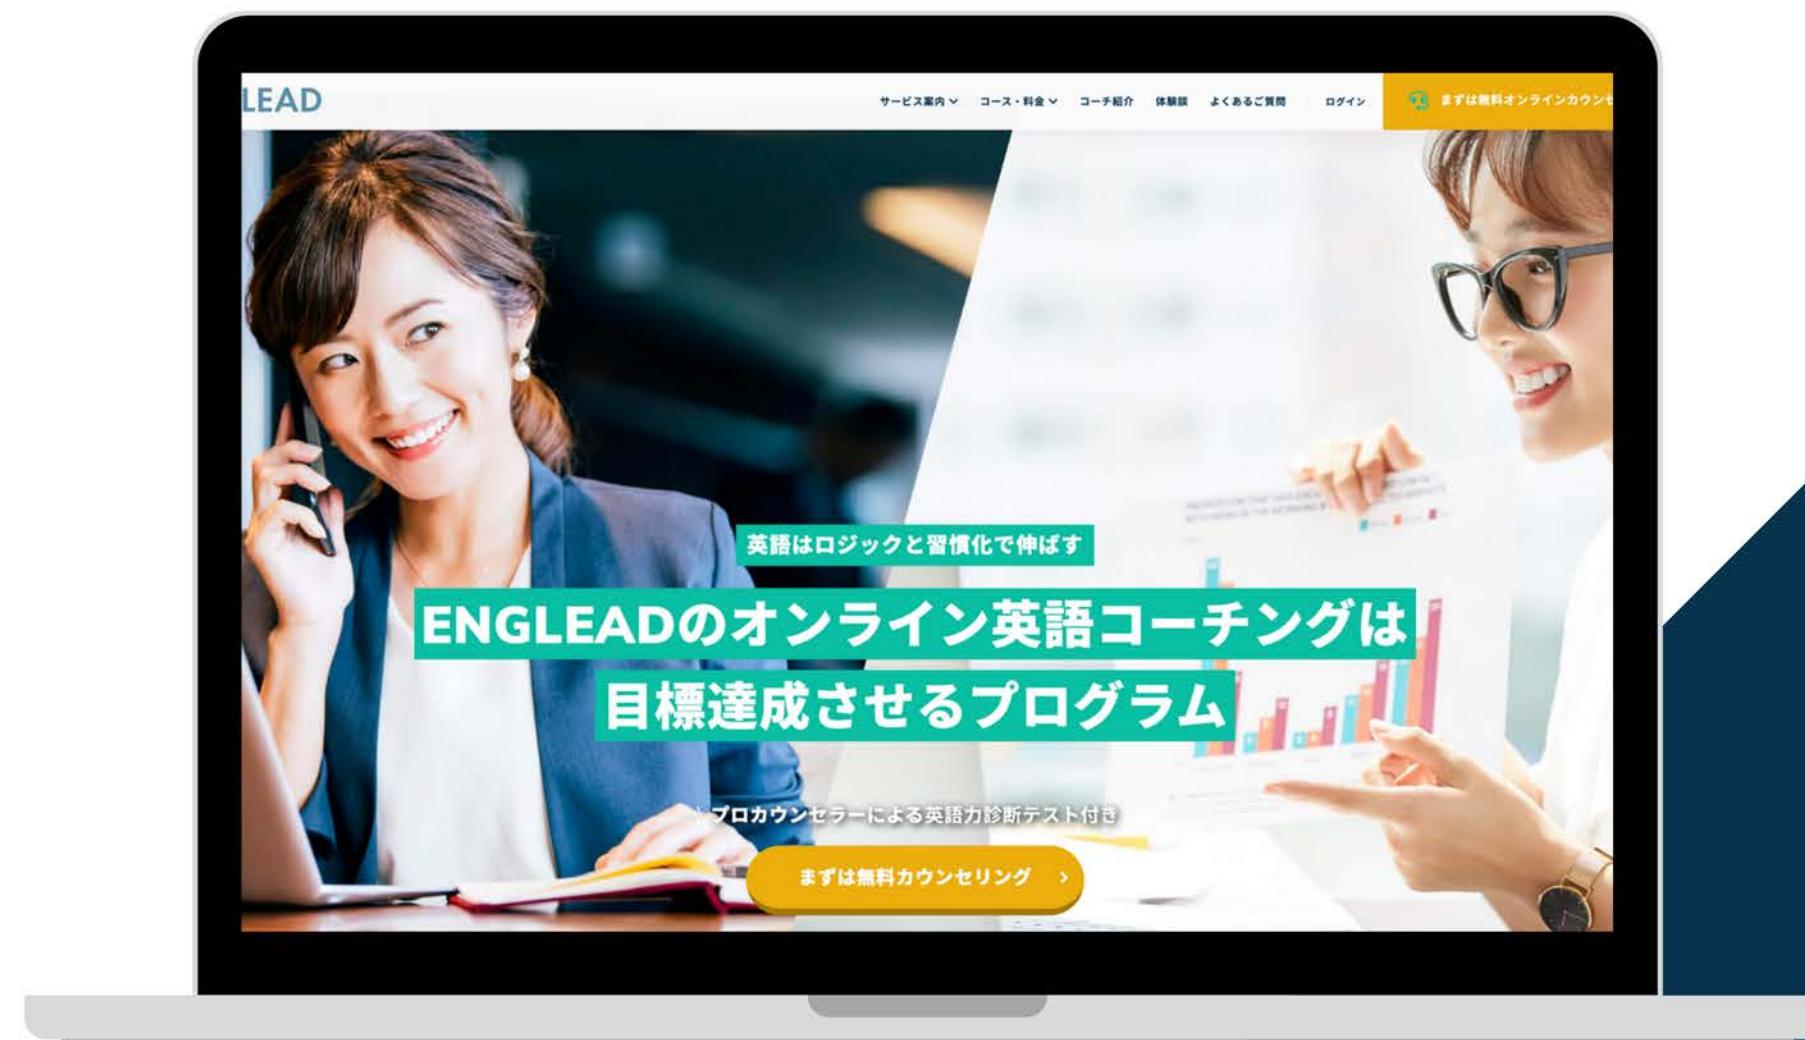 LEAD
サービス案内 コース・料金 コーチ紹介 体験談 よくあるご質問 ログイン まずは無料オンラインカウンセ
英語はロジックと習慣化で伸ばす
ENGLEADのオンライン英語コーチングは
目標達成させるプログラム
プロカウンセラーによる英語力診断テスト付き
まずは無料カウンセリング